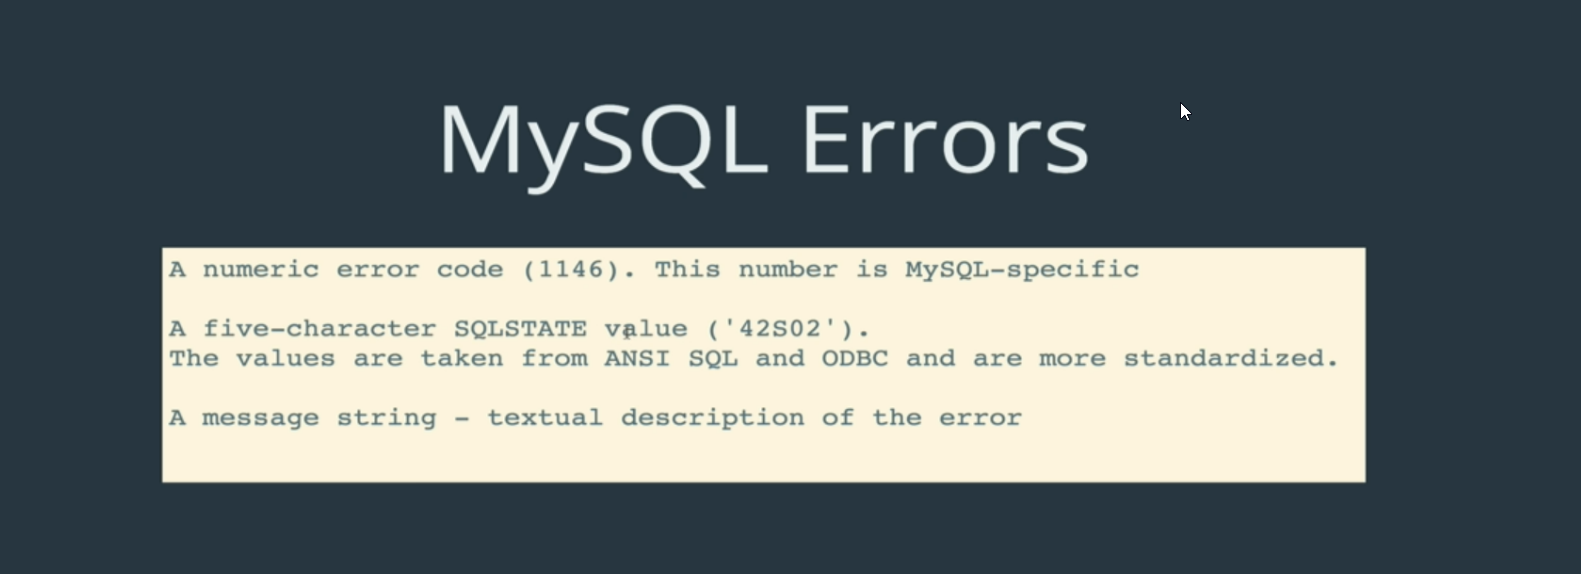 MySQL Errors
A numeric error code (1146). This number is MySQL-specific
A five-character SQLSTATE value ('42S02').
The values are taken from ANSI SQL and ODBC and are more standardized.
A message string - textual description of the error